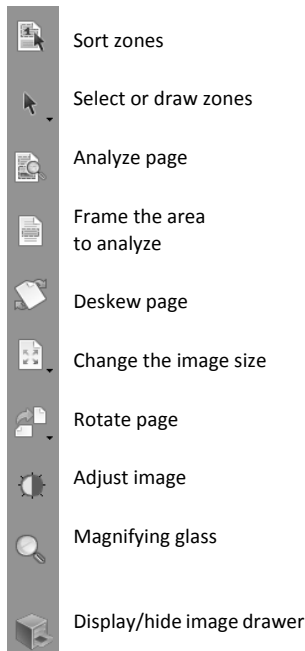 Sort zones
Select or draw zones
Analyze page
Frame the area
to analyze
Deskew page
Change the image size
Rotate page
Adjust image
Magnifying glass
Display/hide image drawer